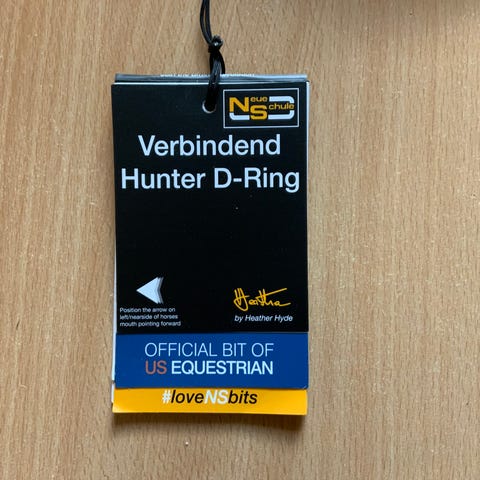 Neue
Schule
Verbindend
Hunter D-Ring
Position the arrow on
left/nearside of horses
mouth pointing forward
Heather
by Heather Hyde
OFFICIAL BIT OF
US EQUESTRIAN
#loveNSbits